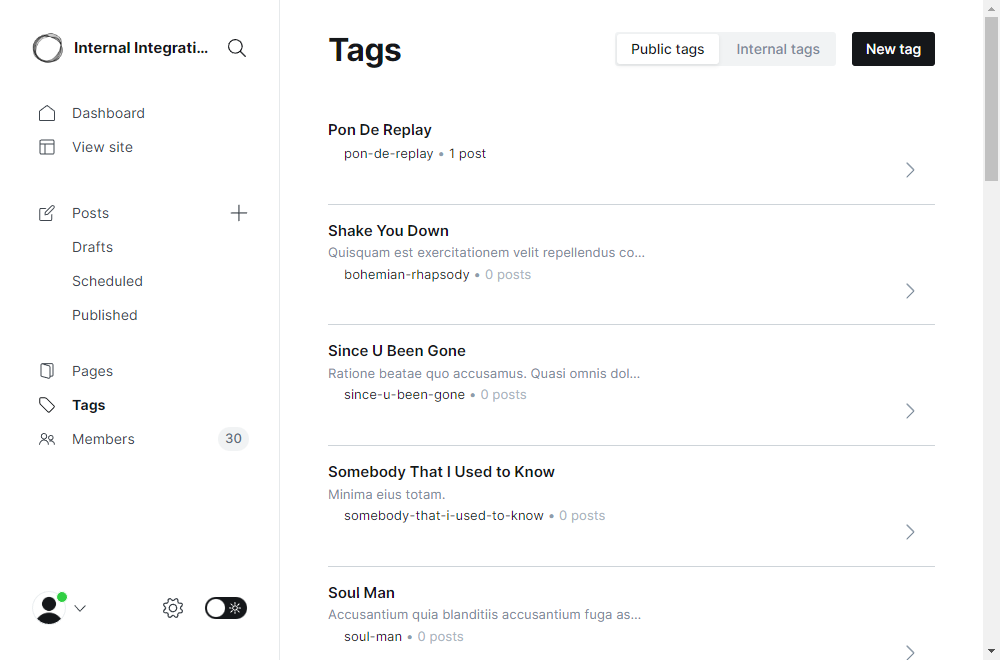 Internal Integrati...
Dashboard
View site
Posts
Drafts
Scheduled
Published
Pages
Tags
Members
30
Tags
Public tags
Internal tags
New tag
Pon De Replay
pon-de-replay • 1 post
Shake You Down
Quisquam est exercitationem velit repellendus co...
bohemian-rhapsody • 0 posts
Since U Been Gone
Ratione beatae quo accusamus. Quasi omnis dol...
since-u-been-gone • 0 posts
Somebody That I Used to Know
Minima eius totam.
somebody-that-i-used-to-know • 0 posts
Soul Man
Accusantium quia blanditiis accusantium fuga as...
soul-man • 0 posts